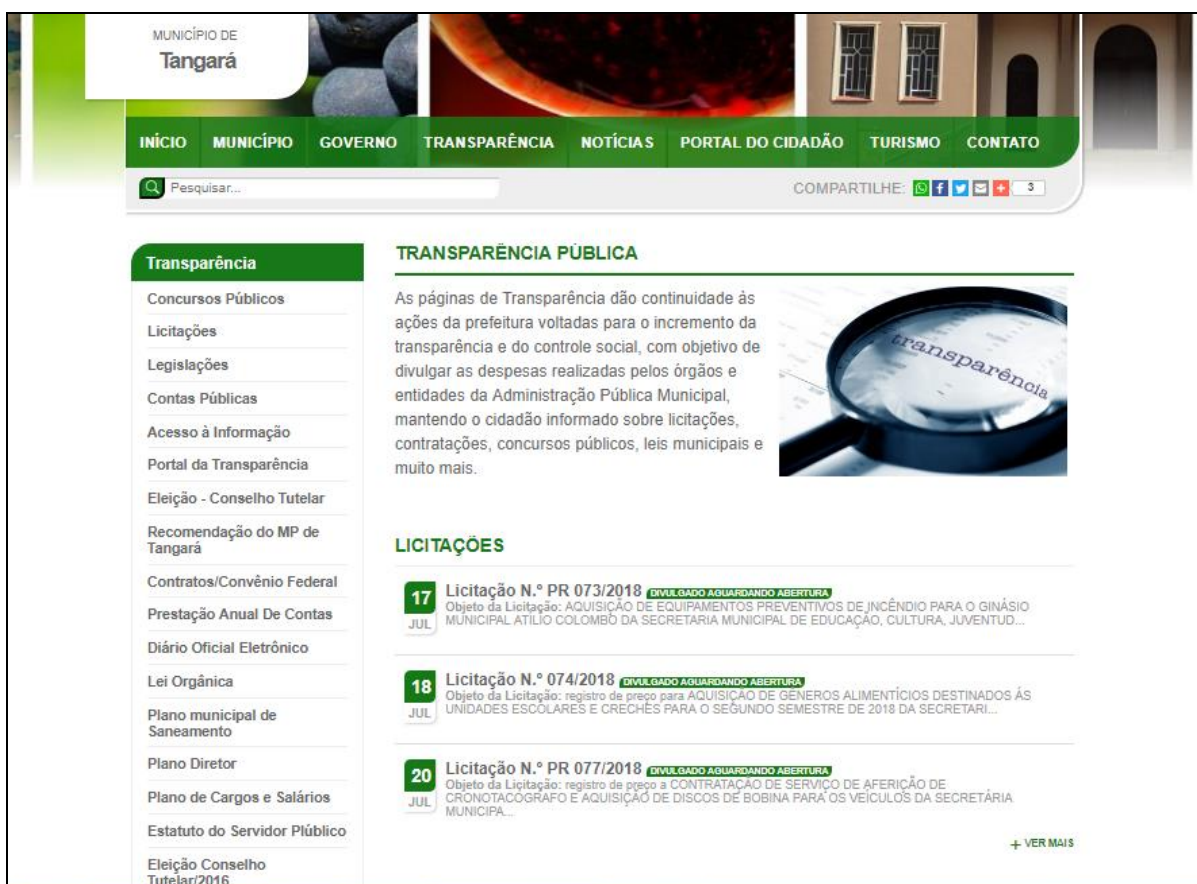 MUNICÍPIO DE
Tangará
INÍCIO MUNICÍPIO GOVERNO TRANSPARÊNCIA NOTÍCIAS PORTAL DO CIDADÃO TURISMO CONTATO
Pesquisar...
COMPARTILHE: 3
Transparência
Concursos Públicos
Licitações
Legislações
Contas Públicas
Acesso à Informação
Portal da Transparência
Eleição - Conselho Tutelar
Recomendação do MP de
Tangará
Contratos/Convênio Federal
Prestação Anual De Contas
Diário Oficial Eletrônico
Lei Orgânica
Plano municipal de
Saneamento
Plano Diretor
Plano de Cargos e Salários
Estatuto do Servidor Plúblico
Eleição Conselho
Tutelar/2016
TRANSPARÊNCIA PÚBLICA
As páginas de Transparência dão continuidade às
ações da prefeitura voltadas para o incremento da
transparência e do controle social, com objetivo de
divulgar as despesas realizadas pelos órgãos e
entidades da Administração Pública Municipal,
mantendo o cidadão informado sobre licitações,
contratações, concursos públicos, leis municipais e
muito mais.
transparência
LICITAÇÕES
17
JUL
Licitação N.º PR 073/2018 DIVULGADO AGUARDANDO ABERTURA
Objeto da Licitação: AQUISIÇÃO DE EQUIPAMENTOS PREVENTIVOS DE INCÊNDIO PARA O GINÁSIO
MUNICIPAL ATILIO COLOMBO DA SECRETARIA MUNICIPAL DE EDUCAÇÃO, CULTURA, JUVENTUD...
18
JUL
Licitação N.º 074/2018 DIVULGADO AGUARDANDO ABERTURA
Objeto da Licitação: registro de preço para AQUISIÇÃO DE GÊNEROS ALIMENTÍCIOS DESTINADOS ÁS
UNIDADES ESCOLARES E CRECHES PARA O SEGUNDO SEMESTRE DE 2018 DA SECRETARI...
20
JUL
Licitação N.º PR 077/2018 DIVULGADO AGUARDANDO ABERTURA
Objeto da Licitação: registro de preço a CONTRATAÇÃO DE SERVIÇO DE AFERIÇÃO DE
CRONOTACÓGRAFO E AQUISIÇÃO DE DISCOS DE BOBINA PARA OS VEÍCULOS DA SECRETÁRIA
MUNICIPA...
+ VER MAIS